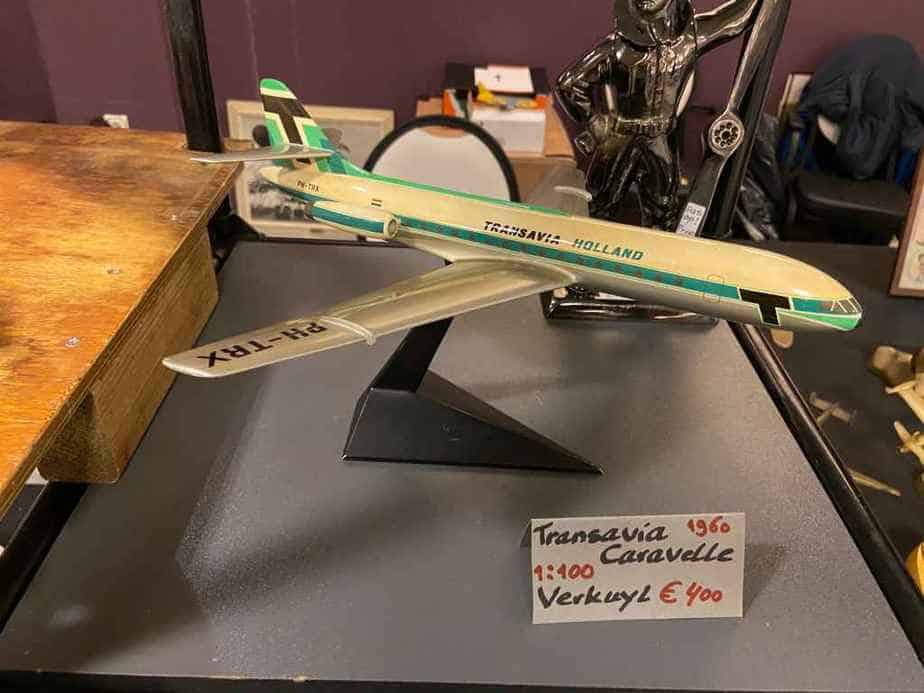 T
PH-TRX
TRANSAVIA HOLLAND
T
PH-TRX
Transavia 1960
Caravelle
1:100
Verkuyl € 400